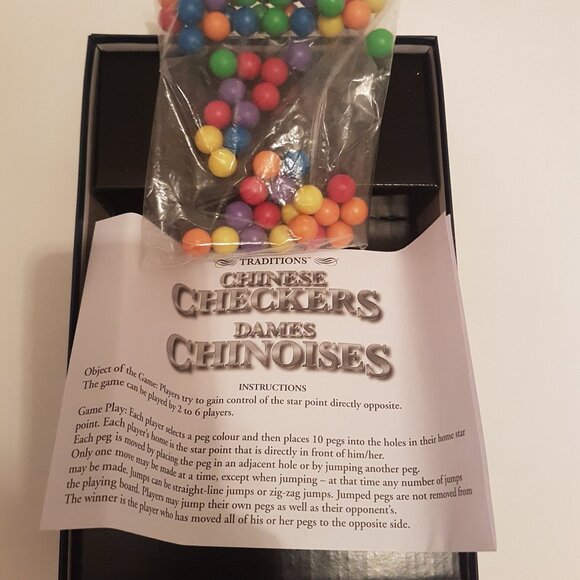 TRADITIONS™
CHINESE
CHECKERS
DAMES
CHINOISES
INSTRUCTIONS
Object of the Game: Players try to gain control of the star point directly opposite.
The game can be played by 2 to 6 players.
Game Play: Each player selects a peg colour and then places 10 pegs into the holes in their home star
point. Each player's home is the star point that is directly in front of him/her.
Each peg is moved by placing the peg in an adjacent hole or by jumping another peg.
Only one move may be made at a time, except when jumping – at that time any number of jumps
may be made. Jumps can be straight-line jumps or zig-zag jumps. Jumped pegs are not removed from
the playing board. Players may jump their own pegs as well as their opponent's.
The winner is the player who has moved all of his or her pegs to the opposite side.